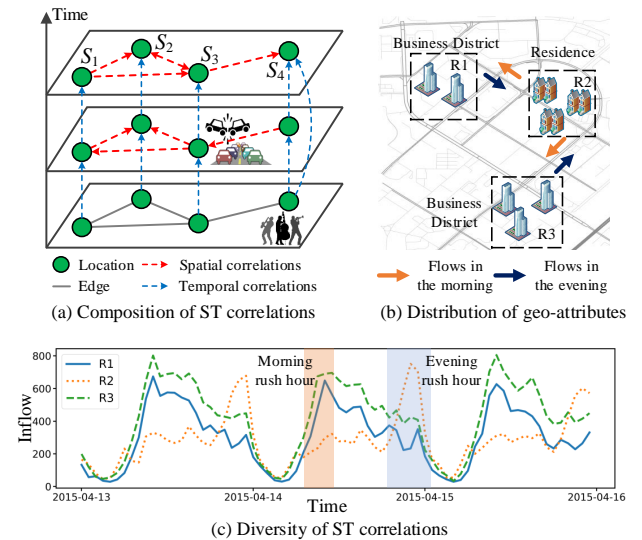 Time
S1
S2
S3
S4
Location
Spatial correlations
Edge
Temporal correlations
(a) Composition of ST correlations
Business District
R1
Residence
R2
Business
District
R3
Flows in
the morning
Flows in
the evening
(b) Distribution of geo-attributes
800
600
400
200
0
Inflow
R1
R2
R3
Morning
rush hour
Evening
rush hour
2015-04-13
2015-04-14
2015-04-15
2015-04-16
Time
(c) Diversity of ST correlations